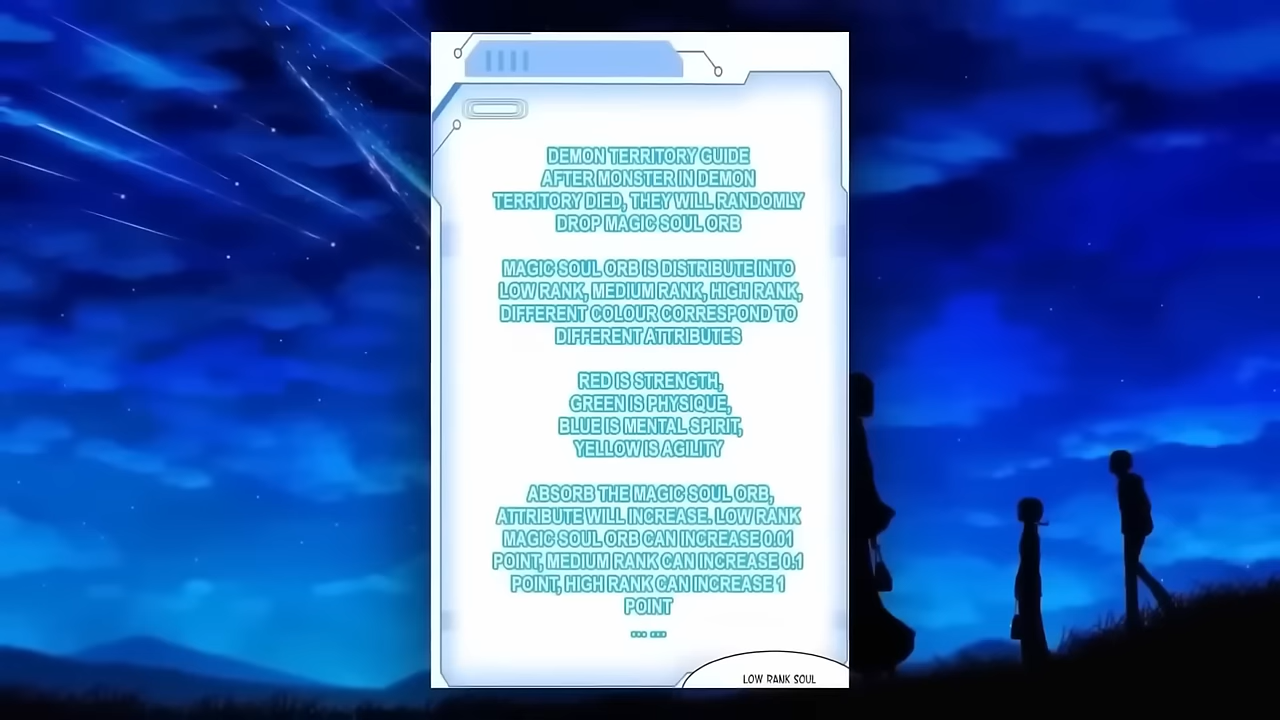 DEMON TERRITORY GUIDE
AFTER MONSTER IN DEMON
TERRITORY DIED, THEY WILL RANDOMLY
DROP MAGIC SOUL ORB
MAGIC SOUL ORB IS DISTRIBUTE INTO
LOW RANK, MEDIUM RANK, HIGH RANK,
DIFFERENT COLOUR CORRESPOND TO
DIFFERENT ATTRIBUTES
RED IS STRENGTH,
GREEN IS PHYSIQUE,
BLUE IS MENTAL SPIRIT,
YELLOW IS AGILITY
ABSORB THE MAGIC SOUL ORB,
ATTRIBUTE WILL INCREASE. LOW RANK
MAGIC SOUL ORB CAN INCREASE 0.01
POINT, MEDIUM RANK CAN INCREASE 0.1
POINT, HIGH RANK CAN INCREASE 1
POINT
... ...
LOW RANK SOUL